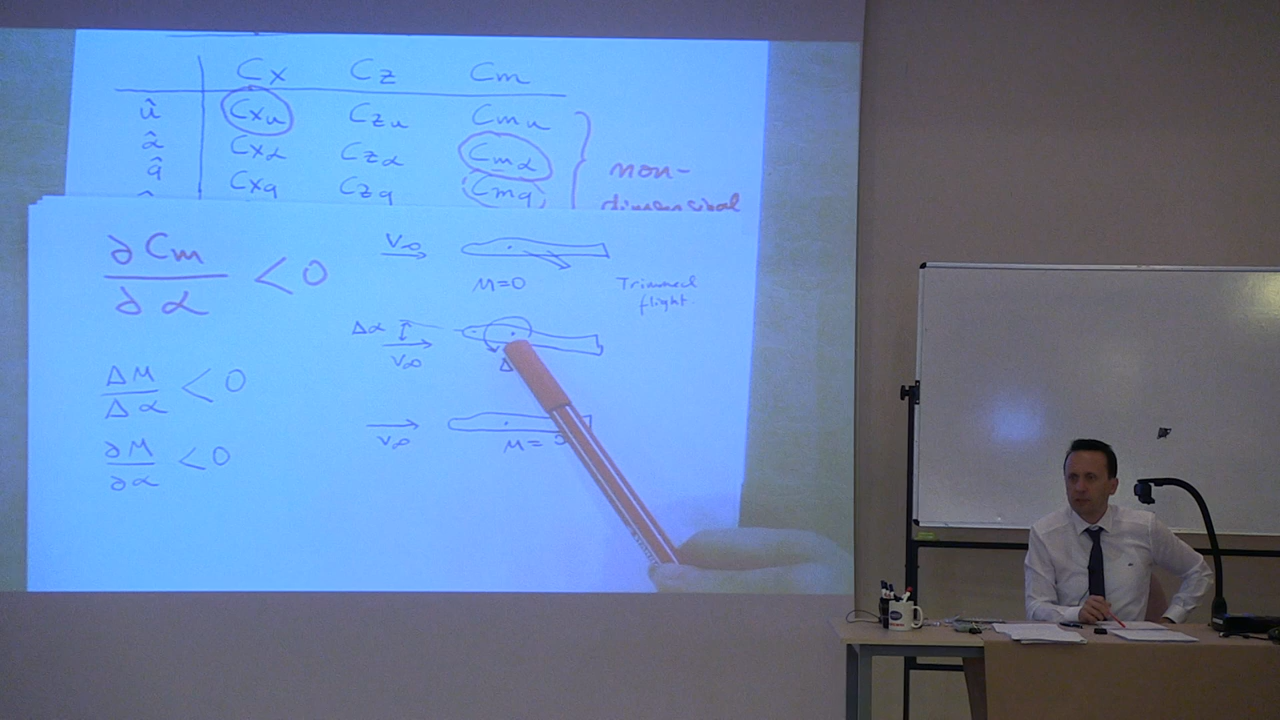 Cx Cz Cm
û Cxu Czu Cmu
α̂ Cxα Czα Cmα
q̂ Cxq Czq Cmq
non-
dimensional
∂Cm/∂α < 0
V∞
M=0
Trimmed
flight.
Δα
V∞
Δ
ΔM/Δα < 0
V∞
M=
∂M/∂α < 0